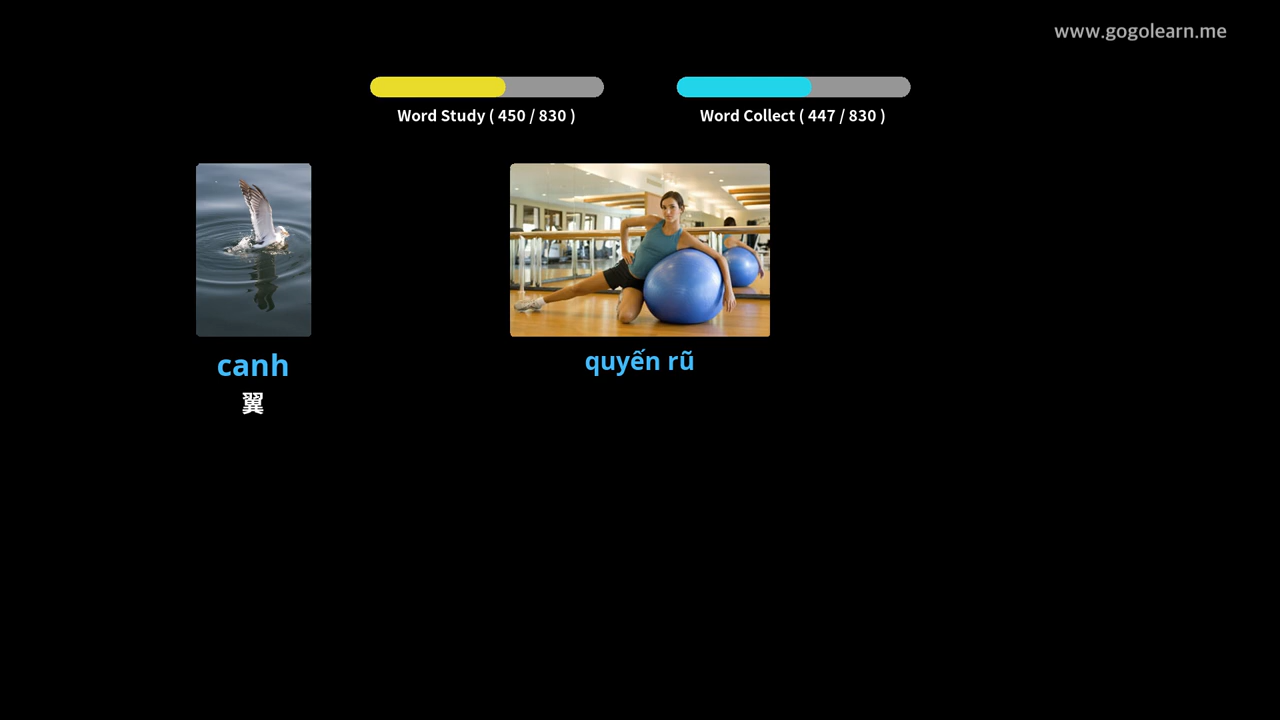 www.gogolearn.me
Word Study ( 450 / 830 )
Word Collect ( 447 / 830 )
canh
翼
quyến rũ